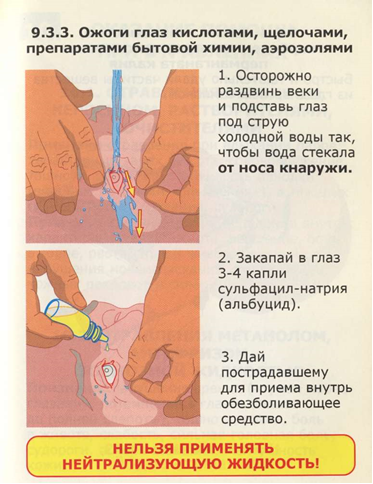 9.3.3. Ожоги глаз кислотами, щелочами,
препаратами бытовой химии, аэрозолями
1. Осторожно
раздвинь веки
и подставь глаз
под струю
холодной воды так,
чтобы вода стекала
от носа кнаружи.
2. Закапай в глаз
3-4 капли
сульфацил-натрия
(альбуцид).
3. Дай
пострадавшему
для приема внутрь
обезболивающее
средство.
НЕЛЬЗЯ ПРИМЕНЯТЬ
НЕЙТРАЛИЗУЮЩУЮ ЖИДКОСТЬ!